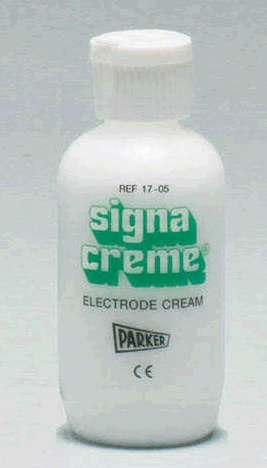 REF 17-05
signa
creme®
ELECTRODE CREAM
PARKER
CE